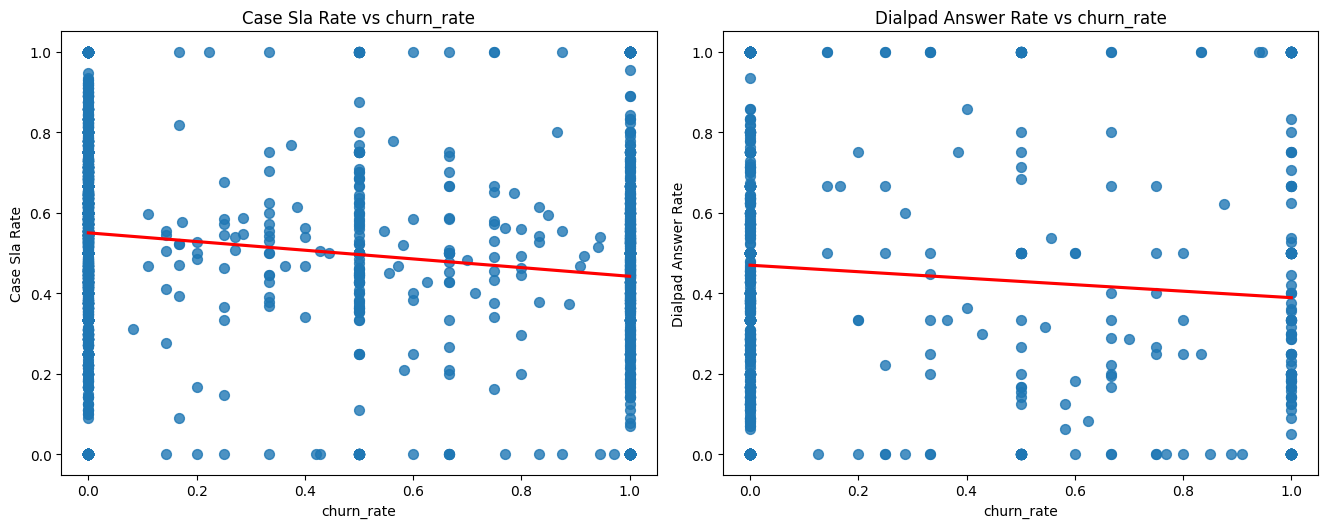 Case Sla Rate vs churn_rate
Case Sla Rate
1.0
0.8
0.6
0.4
0.2
0.0
0.0 0.2 0.4 0.6 0.8 1.0
churn_rate
Dialpad Answer Rate vs churn_rate
Dialpad Answer Rate
1.0
0.8
0.6
0.4
0.2
0.0
0.0 0.2 0.4 0.6 0.8 1.0
churn_rate